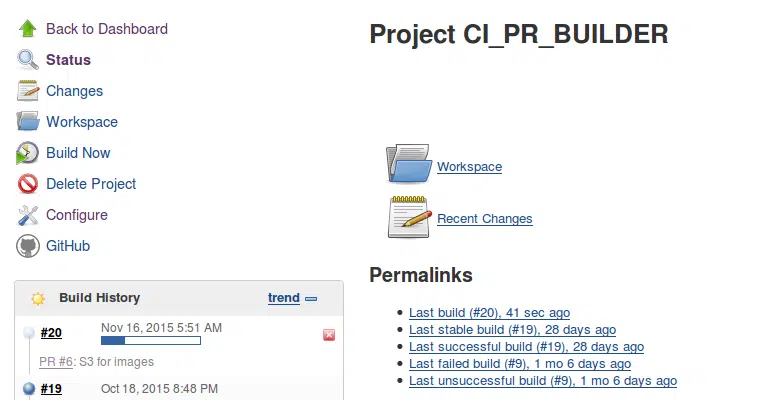 Back to Dashboard
Status
Changes
Workspace
Build Now
Delete Project
Configure
GitHub
Build History trend
#20 Nov 16, 2015 5:51 AM
PR #6: S3 for images
#19 Oct 18, 2015 8:48 PM
Project CI_PR_BUILDER
Workspace
Recent Changes
Permalinks
Last build (#20), 41 sec ago
Last stable build (#19), 28 days ago
Last successful build (#19), 28 days ago
Last failed build (#9), 1 mo 6 days ago
Last unsuccessful build (#9), 1 mo 6 days ago